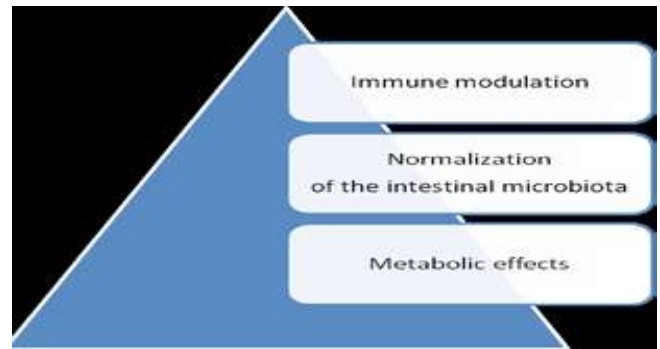 Immune modulation
Normalization
of the intestinal microbiota
Metabolic effects